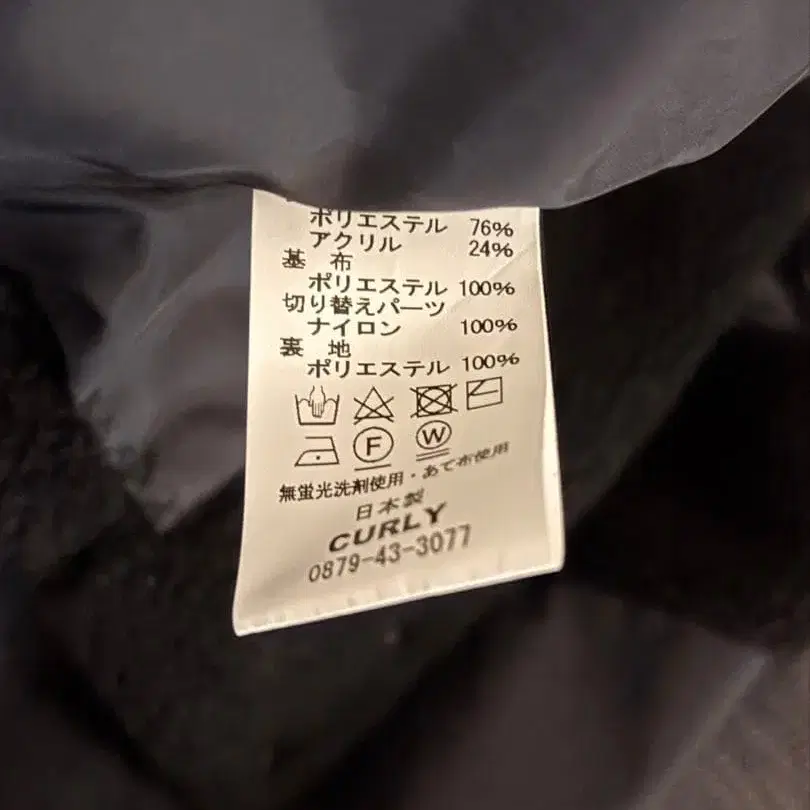 ポリエステル 76%
アクリル 24%
基 布
ポリエステル 100%
切り替えパーツ
ナイロン 100%
裏 地
ポリエステル 100%
F W
無蛍光洗剤使用・あて布使用
日本製
CURLY
0879-43-3077